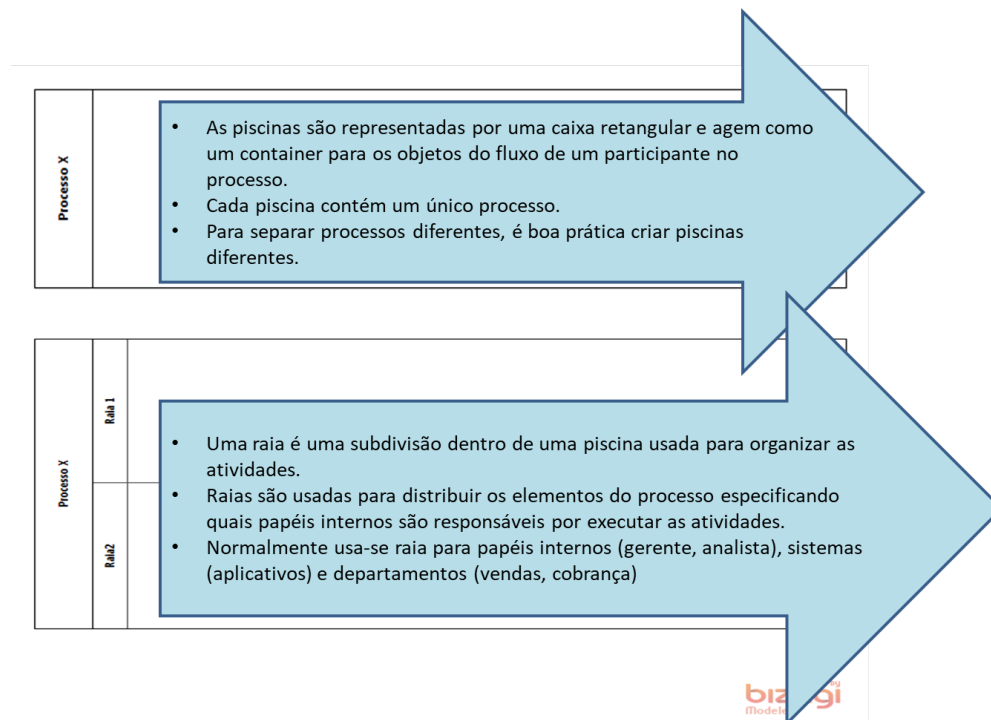 Processo X
• As piscinas são representadas por uma caixa retangular e agem como
um container para os objetos do fluxo de um participante no
processo.
• Cada piscina contém um único processo.
• Para separar processos diferentes, é boa prática criar piscinas
diferentes.
Processo X
Raia 1
Raia2
• Uma raia é uma subdivisão dentro de uma piscina usada para organizar as
atividades.
• Raias são usadas para distribuir os elementos do processo especificando
quais papéis internos são responsáveis por executar as atividades.
• Normalmente usa-se raia para papéis internos (gerente, analista), sistemas
(aplicativos) e departamentos (vendas, cobrança)